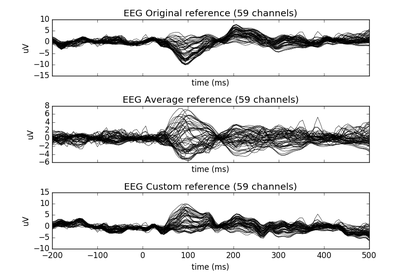 EEG Original reference (59 channels)
10
5
0
−5
−10
−15
uV
time (ms)
EEG Average reference (59 channels)
8
6
4
2
0
−2
−4
−6
uV
time (ms)
EEG Custom reference (59 channels)
15
10
5
0
−5
−10
uV
−200 −100 0 100 200 300 400 500
time (ms)